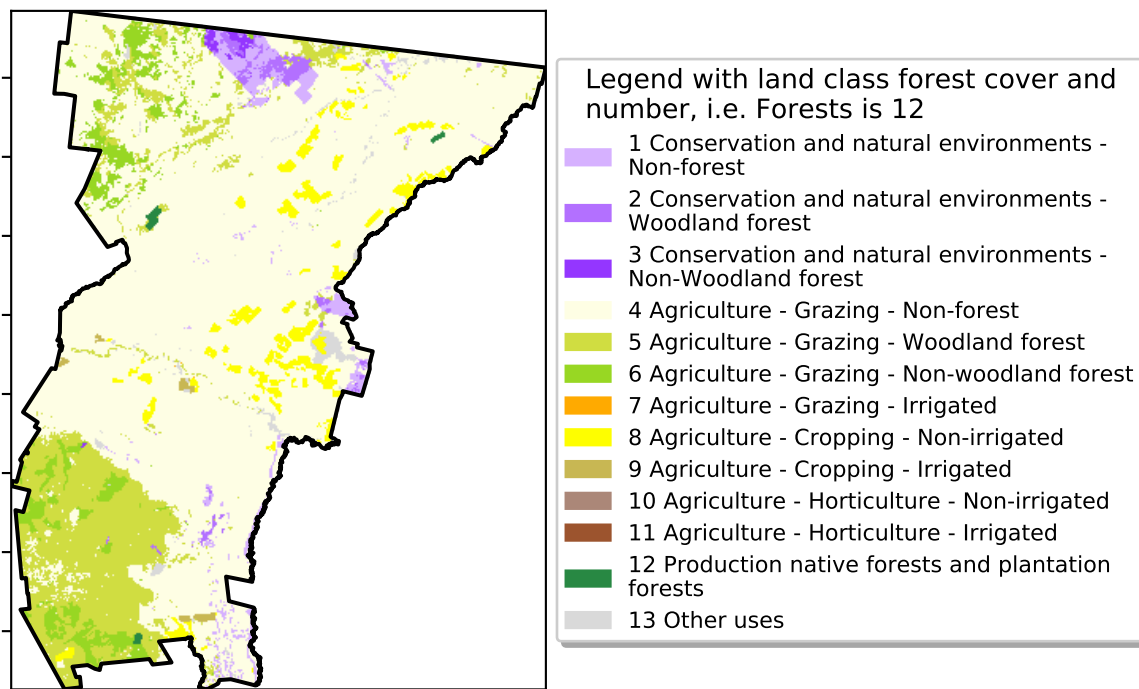 Legend with land class forest cover and
number, i.e. Forests is 12
1 Conservation and natural environments -
Non-forest
2 Conservation and natural environments -
Woodland forest
3 Conservation and natural environments -
Non-Woodland forest
4 Agriculture - Grazing - Non-forest
5 Agriculture - Grazing - Woodland forest
6 Agriculture - Grazing - Non-woodland forest
7 Agriculture - Grazing - Irrigated
8 Agriculture - Cropping - Non-irrigated
9 Agriculture - Cropping - Irrigated
10 Agriculture - Horticulture - Non-irrigated
11 Agriculture - Horticulture - Irrigated
12 Production native forests and plantation
forests
13 Other uses